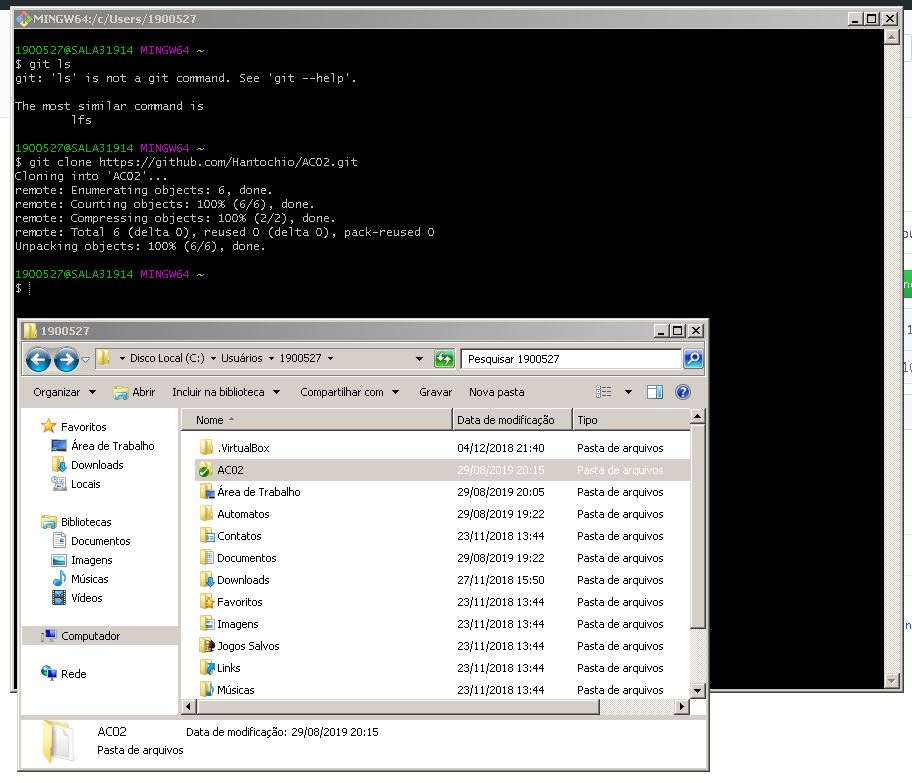 MINGW64:/c/Users/1900527
1900527@SALA31914 MINGW64 ~
$ git ls
git: 'ls' is not a git command. See 'git --help'.
The most similar command is
lfs
1900527@SALA31914 MINGW64 ~
$ git clone https://github.com/Hantochio/AC02.git
Cloning into 'AC02'...
remote: Enumerating objects: 6, done.
remote: Counting objects: 100% (6/6), done.
remote: Compressing objects: 100% (2/2), done.
remote: Total 6 (delta 0), reused 0 (delta 0), pack-reused 0
Unpacking objects: 100% (6/6), done.
1900527@SALA31914 MINGW64 ~
$
1900527
Disco Local (C:) Usuários 1900527 Pesquisar 1900527
Organizar Abrir Incluir na biblioteca Compartilhar com Gravar Nova pasta
Favoritos
Área de Trabalho
Downloads
Locais
Bibliotecas
Documentos
Imagens
Músicas
Vídeos
Computador
Rede
Nome Data de modificação Tipo
.VirtualBox 04/12/2018 21:40 Pasta de arquivos
AC02 29/08/2019 20:15 Pasta de arquivos
Área de Trabalho 29/08/2019 20:05 Pasta de arquivos
Automatos 29/08/2019 19:22 Pasta de arquivos
Contatos 23/11/2018 13:44 Pasta de arquivos
Documentos 29/08/2019 19:22 Pasta de arquivos
Downloads 27/11/2018 15:50 Pasta de arquivos
Favoritos 23/11/2018 13:44 Pasta de arquivos
Imagens 23/11/2018 13:44 Pasta de arquivos
Jogos Salvos 23/11/2018 13:44 Pasta de arquivos
Links 23/11/2018 13:44 Pasta de arquivos
Músicas 23/11/2018 13:44 Pasta de arquivos
AC02 Data de modificação: 29/08/2019 20:15
Pasta de arquivos